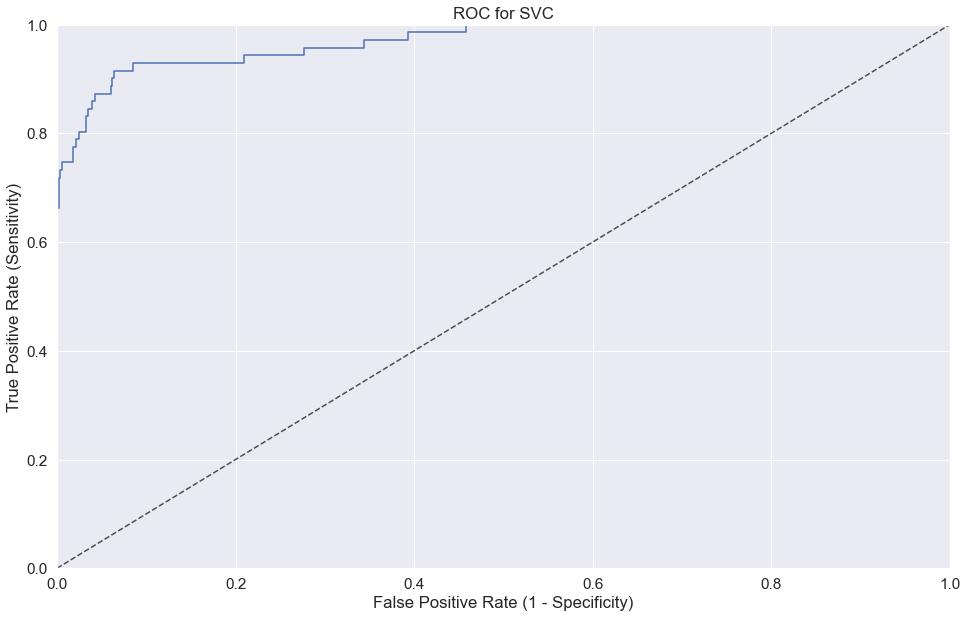 ROC for SVC
True Positive Rate (Sensitivity)
1.0
0.8
0.6
0.4
0.2
0.0
0.0 0.2 0.4 0.6 0.8 1.0
False Positive Rate (1 - Specificity)